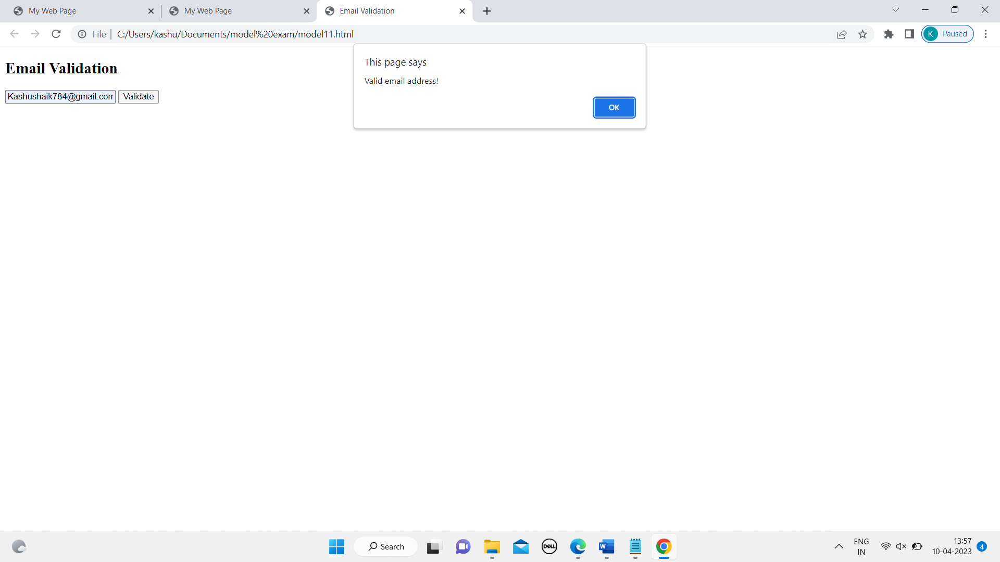 My Web Page
My Web Page
Email Validation
File | C:/Users/kashu/Documents/model%20exam/model11.html
K Paused
This page says
Valid email address!
OK
Email Validation
Kashushaik784@gmail.com Validate
Search
DELL
W
ENG
IN
13:57
10-04-2023
4